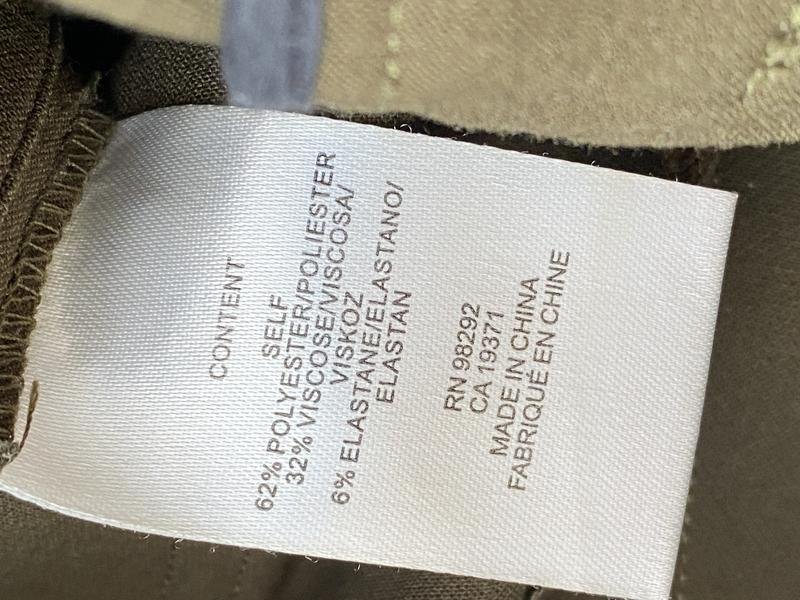 CONTENT
SELF
62% POLYESTER/POLIESTER
32% VISCOSE/VISCOSA/
VISKOZ
6% ELASTANE/ELASTANO/
ELASTAN
RN 98292
CA 19371
MADE IN CHINA
FABRIQUÉ EN CHINE